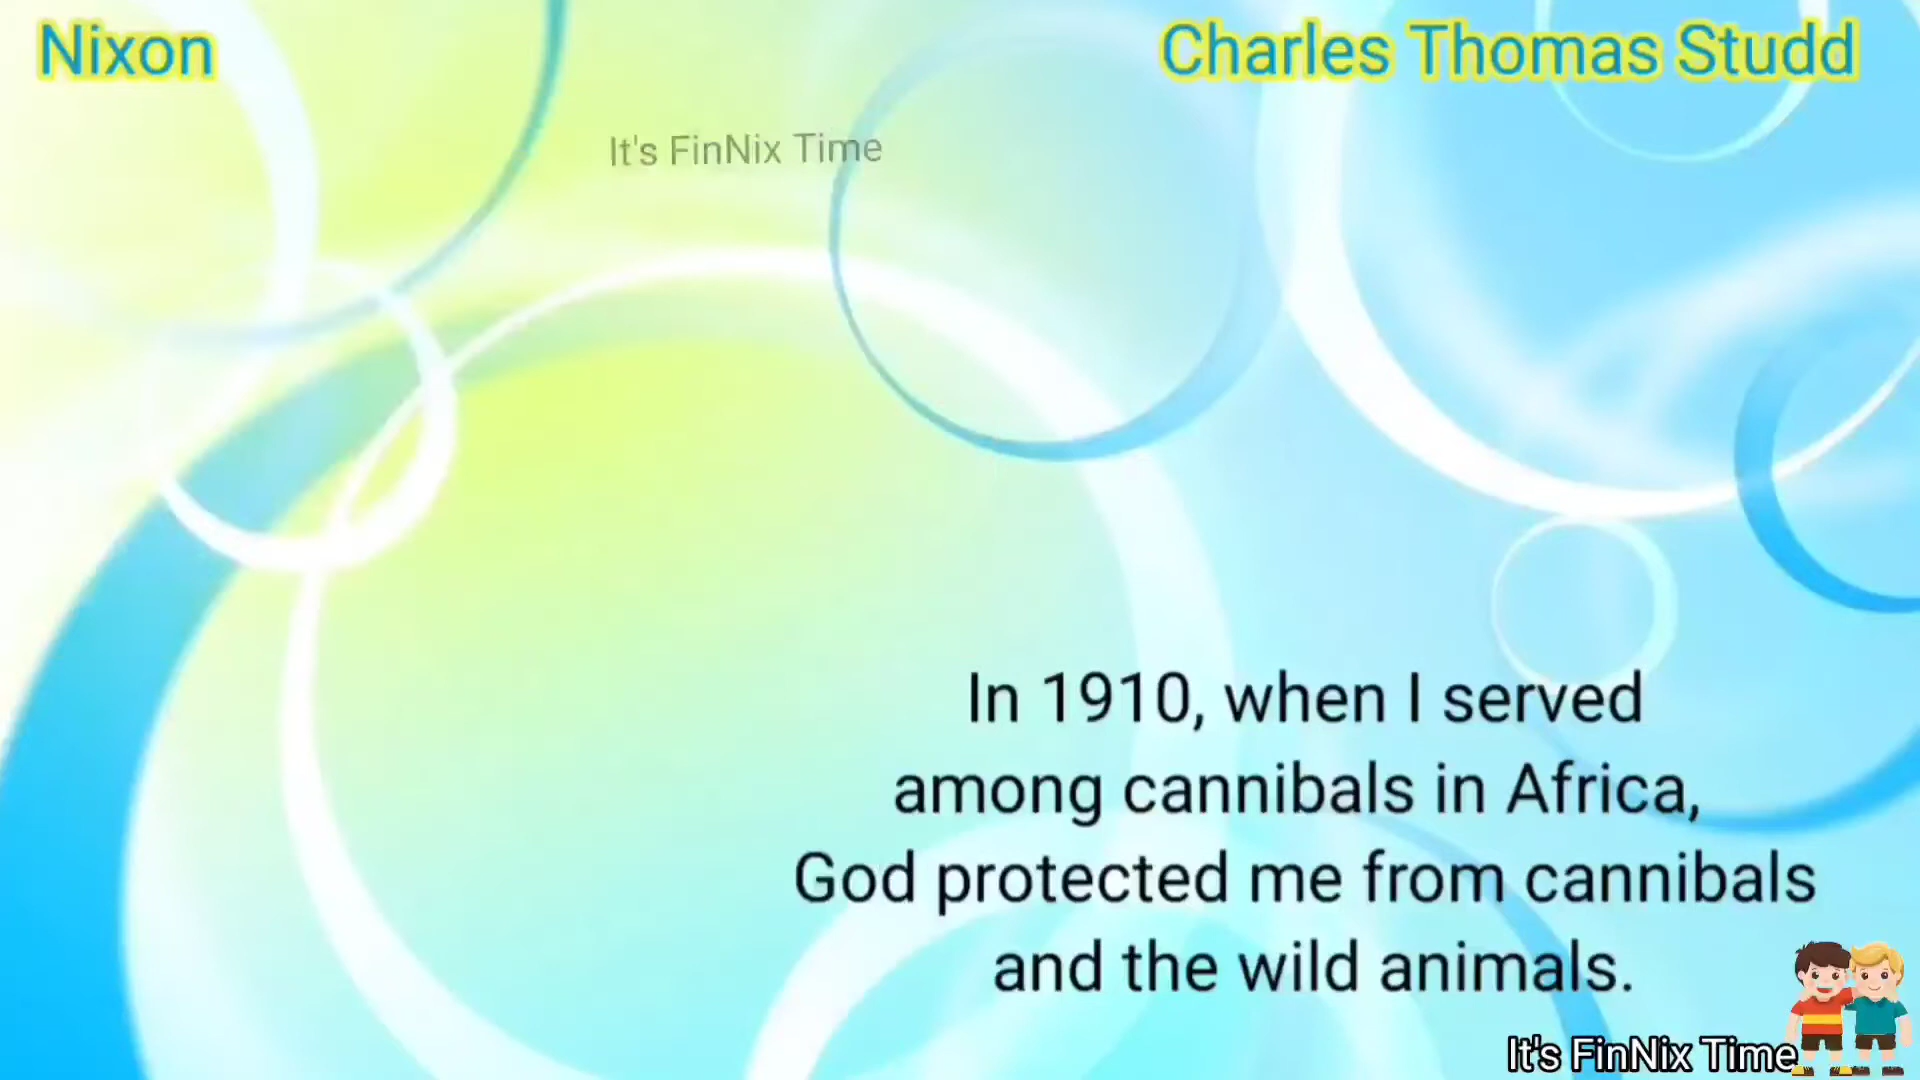 Nixon
Charles Thomas Studd
It's FinNix Time
In 1910, when I served
among cannibals in Africa,
God protected me from cannibals
and the wild animals.
It's FinNix Time